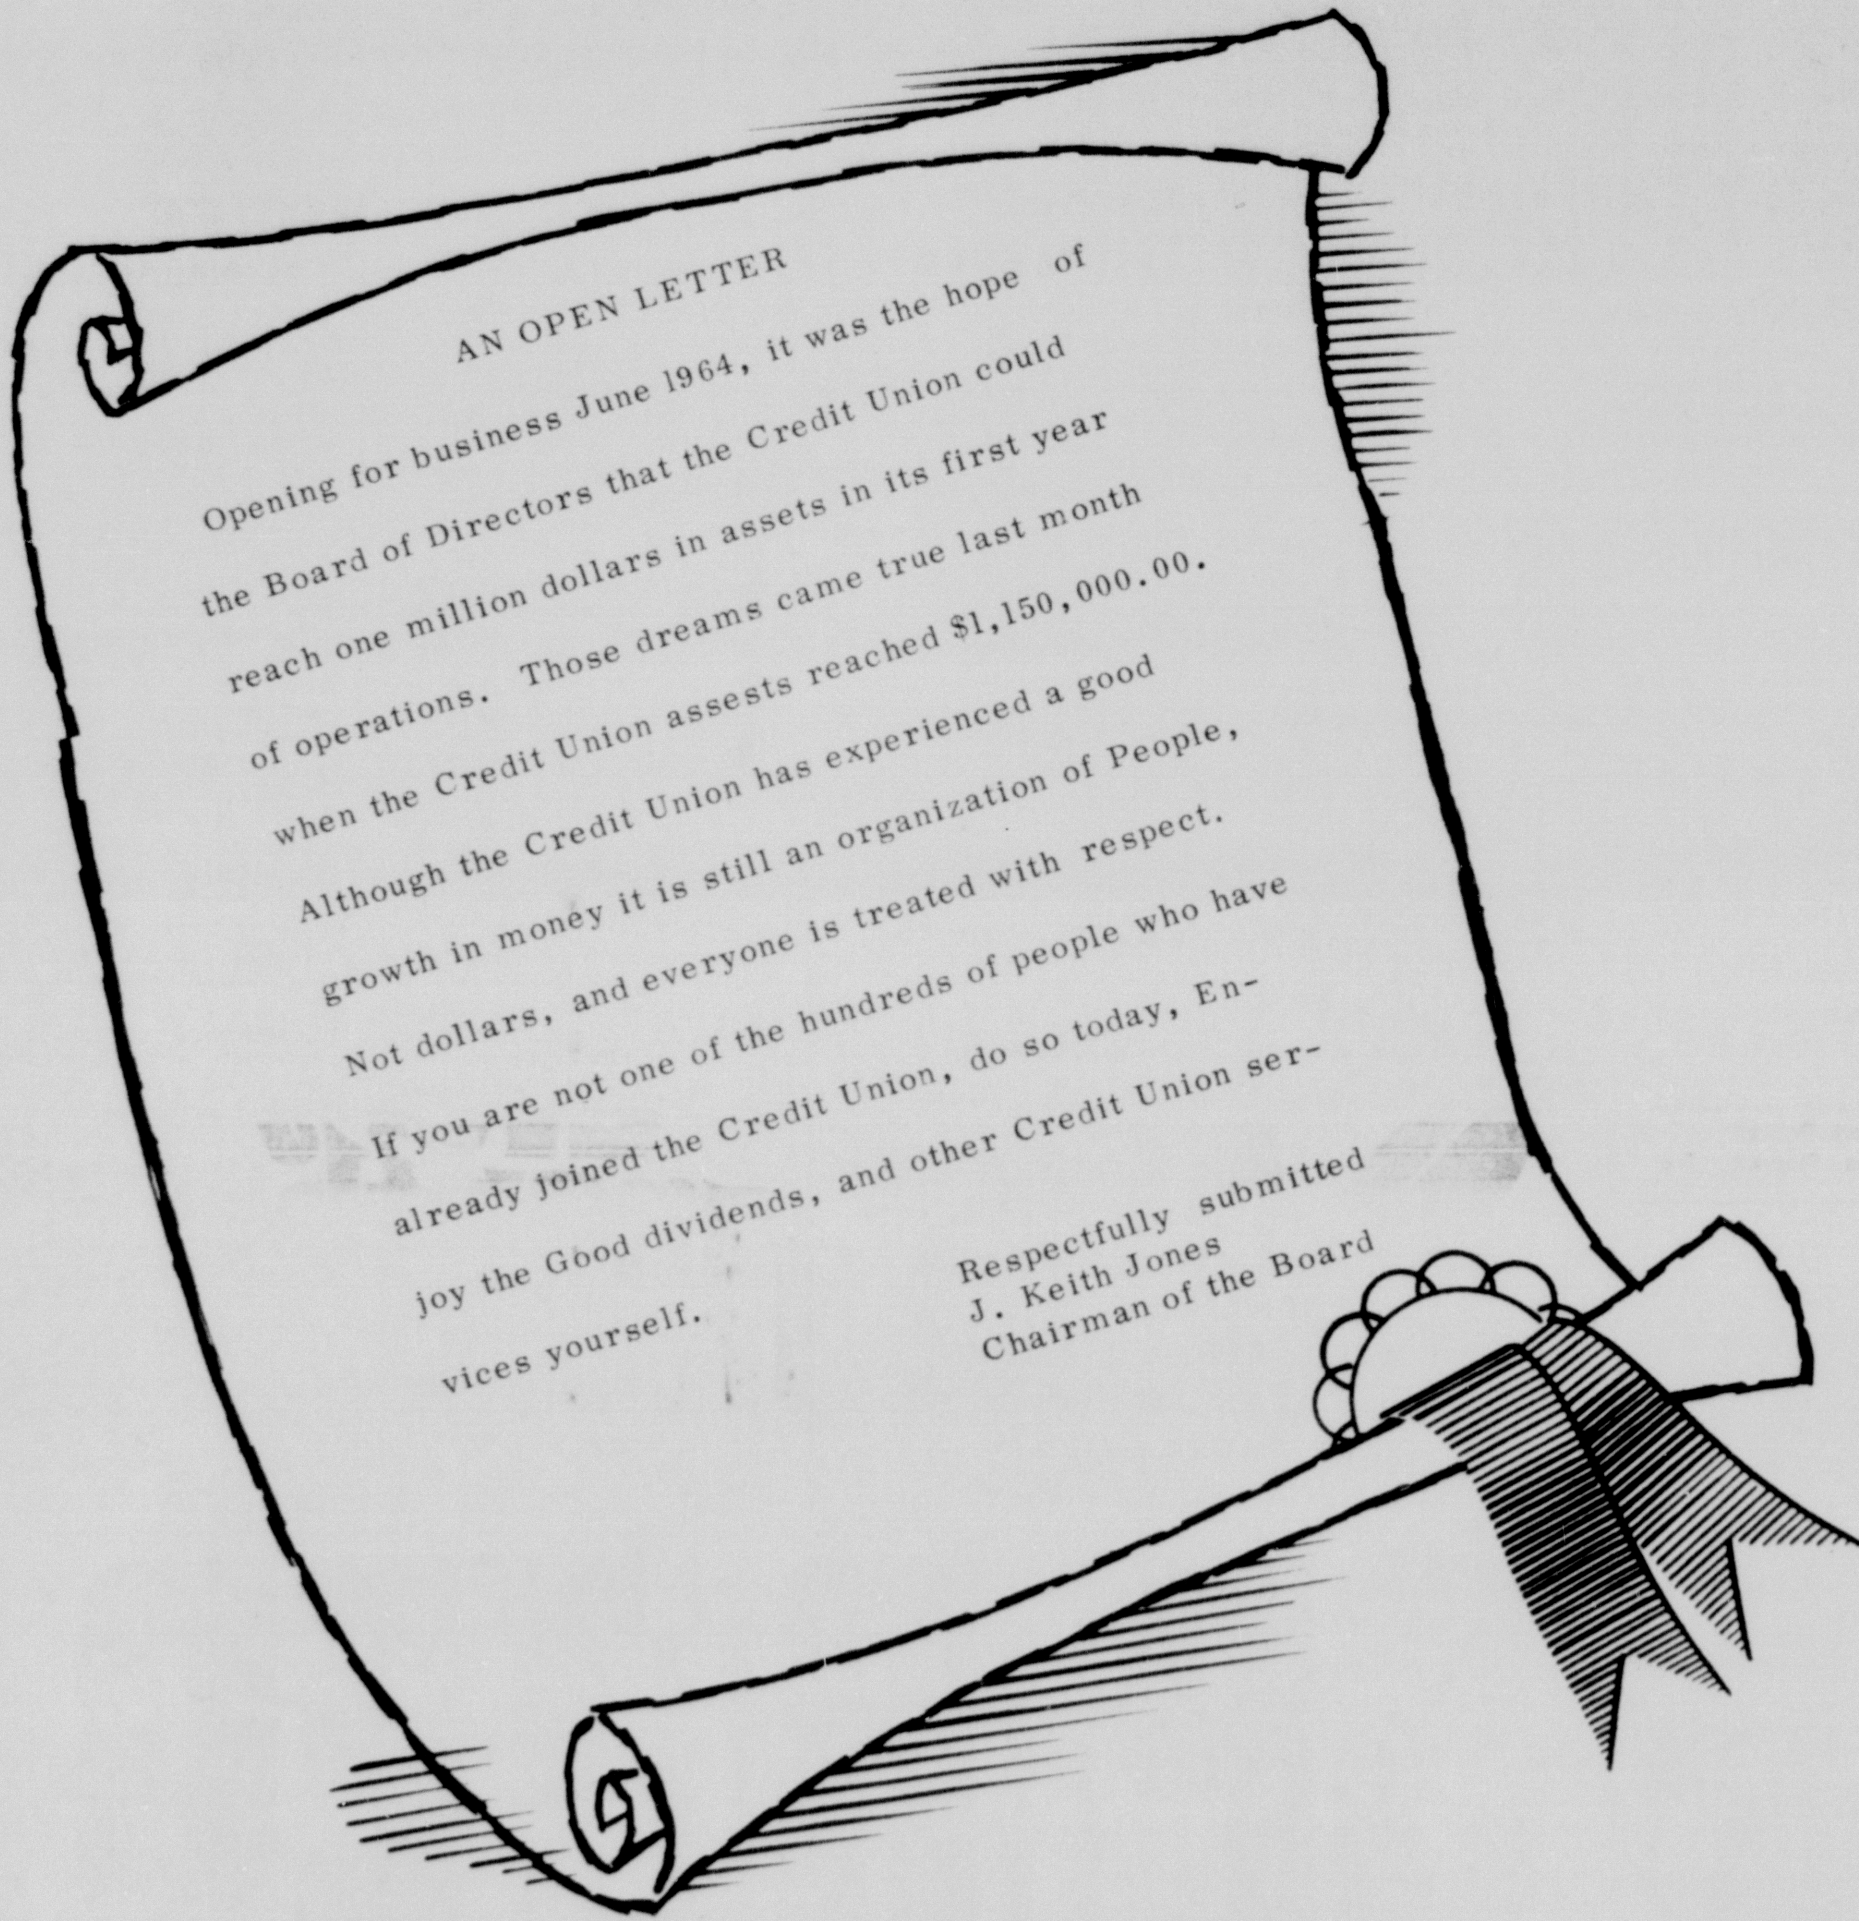 AN OPEN LETTER
Opening for business June 1964, it was the hope of
the Board of Directors that the Credit Union could
reach one million dollars in assets in its first year
of operations. Those dreams came true last month
when the Credit Union assests reached $1,150,000.00.
Although the Credit Union has experienced a good
growth in money it is still an organization of People,
Not dollars, and everyone is treated with respect.
If you are not one of the hundreds of people who have
already joined the Credit Union, do so today, En-
joy the Good dividends, and other Credit Union ser-
vices yourself.
Respectfully submitted
J. Keith Jones
Chairman of the Board